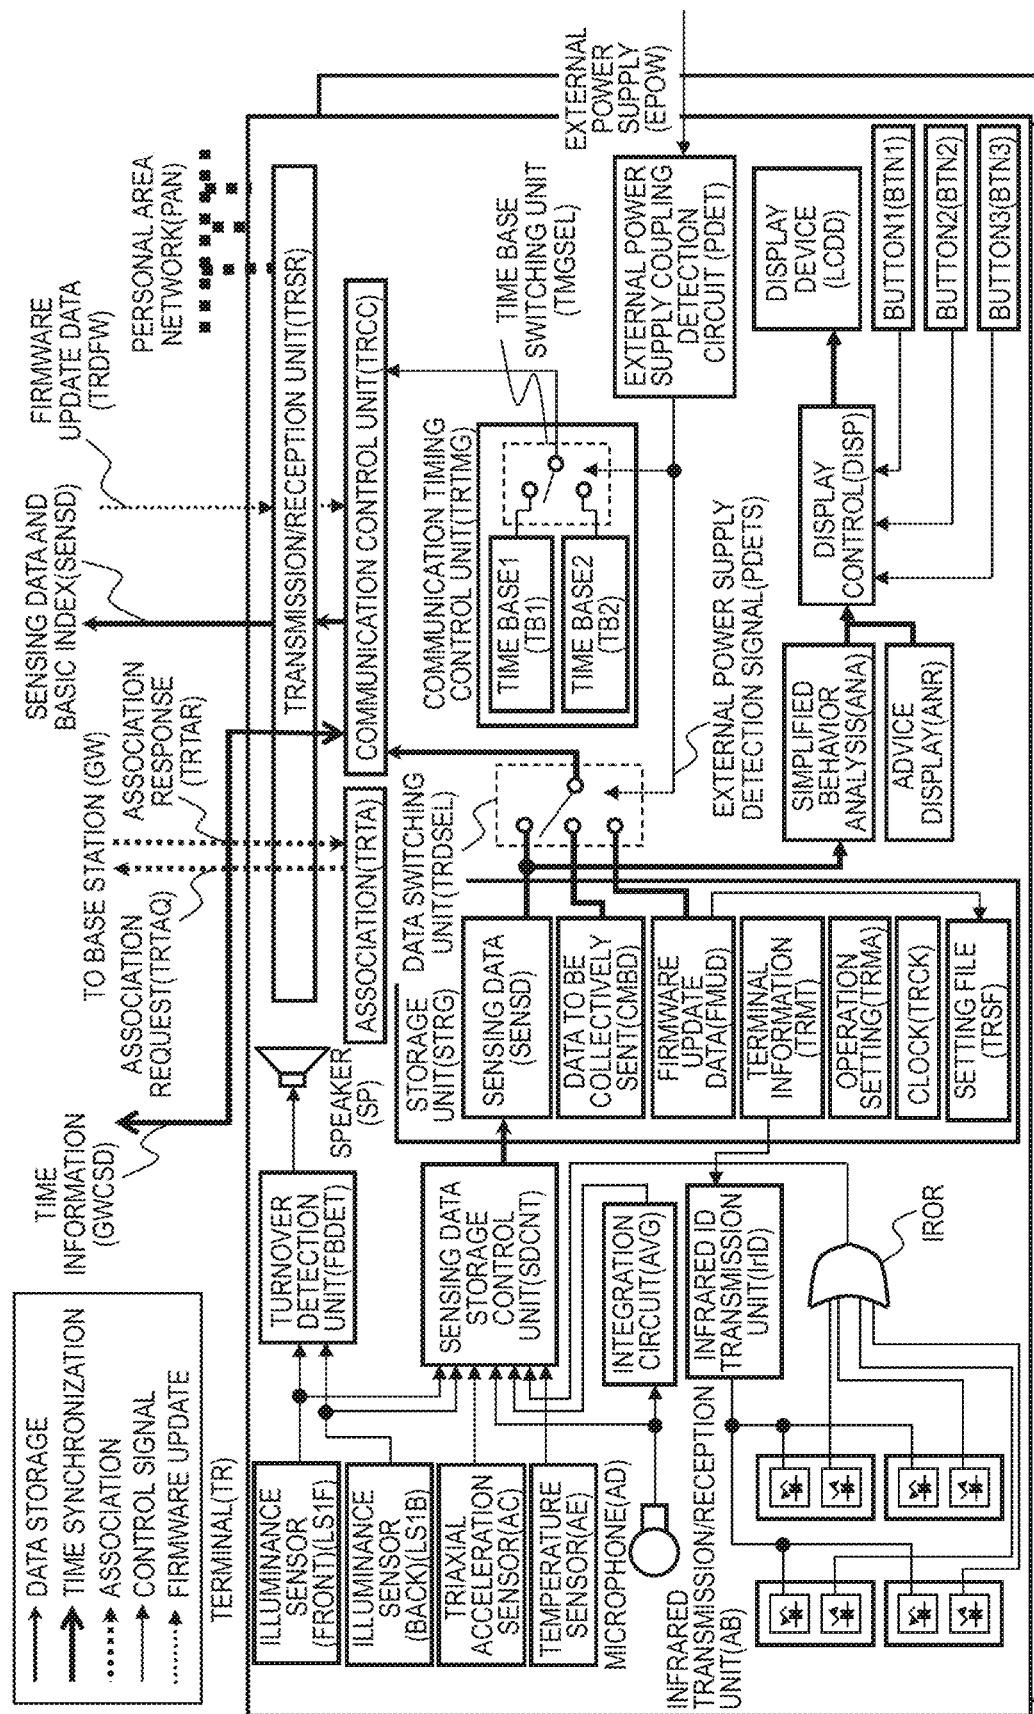 DATA STORAGE
TIME SYNCHRONIZATION
ASSOCIATION
CONTROL SIGNAL
FIRMWARE UPDATE
TERMINAL(TR)
TIME
INFORMATION
(GWCSD)
TO BASE STATION (GW)
ASSOCIATION
REQUEST(TRTAQ)
ASSOCIATION
RESPONSE
(TRTAR)
SENSING DATA AND
BASIC INDEX(SENSD)
FIRMWARE
UPDATE DATA
(TRDFW)
PERSONAL AREA
NETWORK(PAN)
TRANSMISSION/RECEPTION UNIT(TRSR)
ASSOCIATION(TRTA)
COMMUNICATION CONTROL UNIT(TRCC)
ILLUMINANCE
SENSOR
(FRONT)(LS1F)
ILLUMINANCE
SENSOR
(BACK)(LS1B)
TRIAXIAL
ACCELERATION
SENSOR(AC)
TEMPERATURE
SENSOR(AE)
MICROPHONE(AD)
INFRARED
TRANSMISSION/RECEPTION
UNIT(AB)
TURNOVER
DETECTION
UNIT(FBDET)
SPEAKER
(SP)
SENSING DATA
STORAGE
CONTROL
UNIT(SDCNT)
INTEGRATION
CIRCUIT(AVG)
INFRARED ID
TRANSMISSION
UNIT(IrID)
IROR
STORAGE
UNIT(STRG)
SENSING DATA
(SENSD)
DATA TO BE
COLLECTIVELY
SENT(CMBD)
FIRMWARE
UPDATE
DATA(FMUD)
TERMINAL
INFORMATION
(TRMT)
OPERATION
SETTING(TRMA)
CLOCK(TRCK)
SETTING FILE
(TRSF)
DATA SWITCHING
UNIT(TRDSEL)
COMMUNICATION TIMING
CONTROL UNIT(TRTMG)
TIME BASE1
(TB1)
TIME BASE2
(TB2)
TIME BASE
SWITCHING UNIT
(TMGSEL)
EXTERNAL
POWER
SUPPLY
(EPOW)
EXTERNAL POWER
SUPPLY COUPLING
DETECTION
CIRCUIT (PDET)
EXTERNAL POWER SUPPLY
DETECTION SIGNAL(PDETS)
SIMPLIFIED
BEHAVIOR
ANALYSIS(ANA)
ADVICE
DISPLAY(ANR)
DISPLAY
CONTROL(DISP)
DISPLAY
DEVICE
(LCDD)
BUTTON1(BTN1)
BUTTON2(BTN2)
BUTTON3(BTN3)